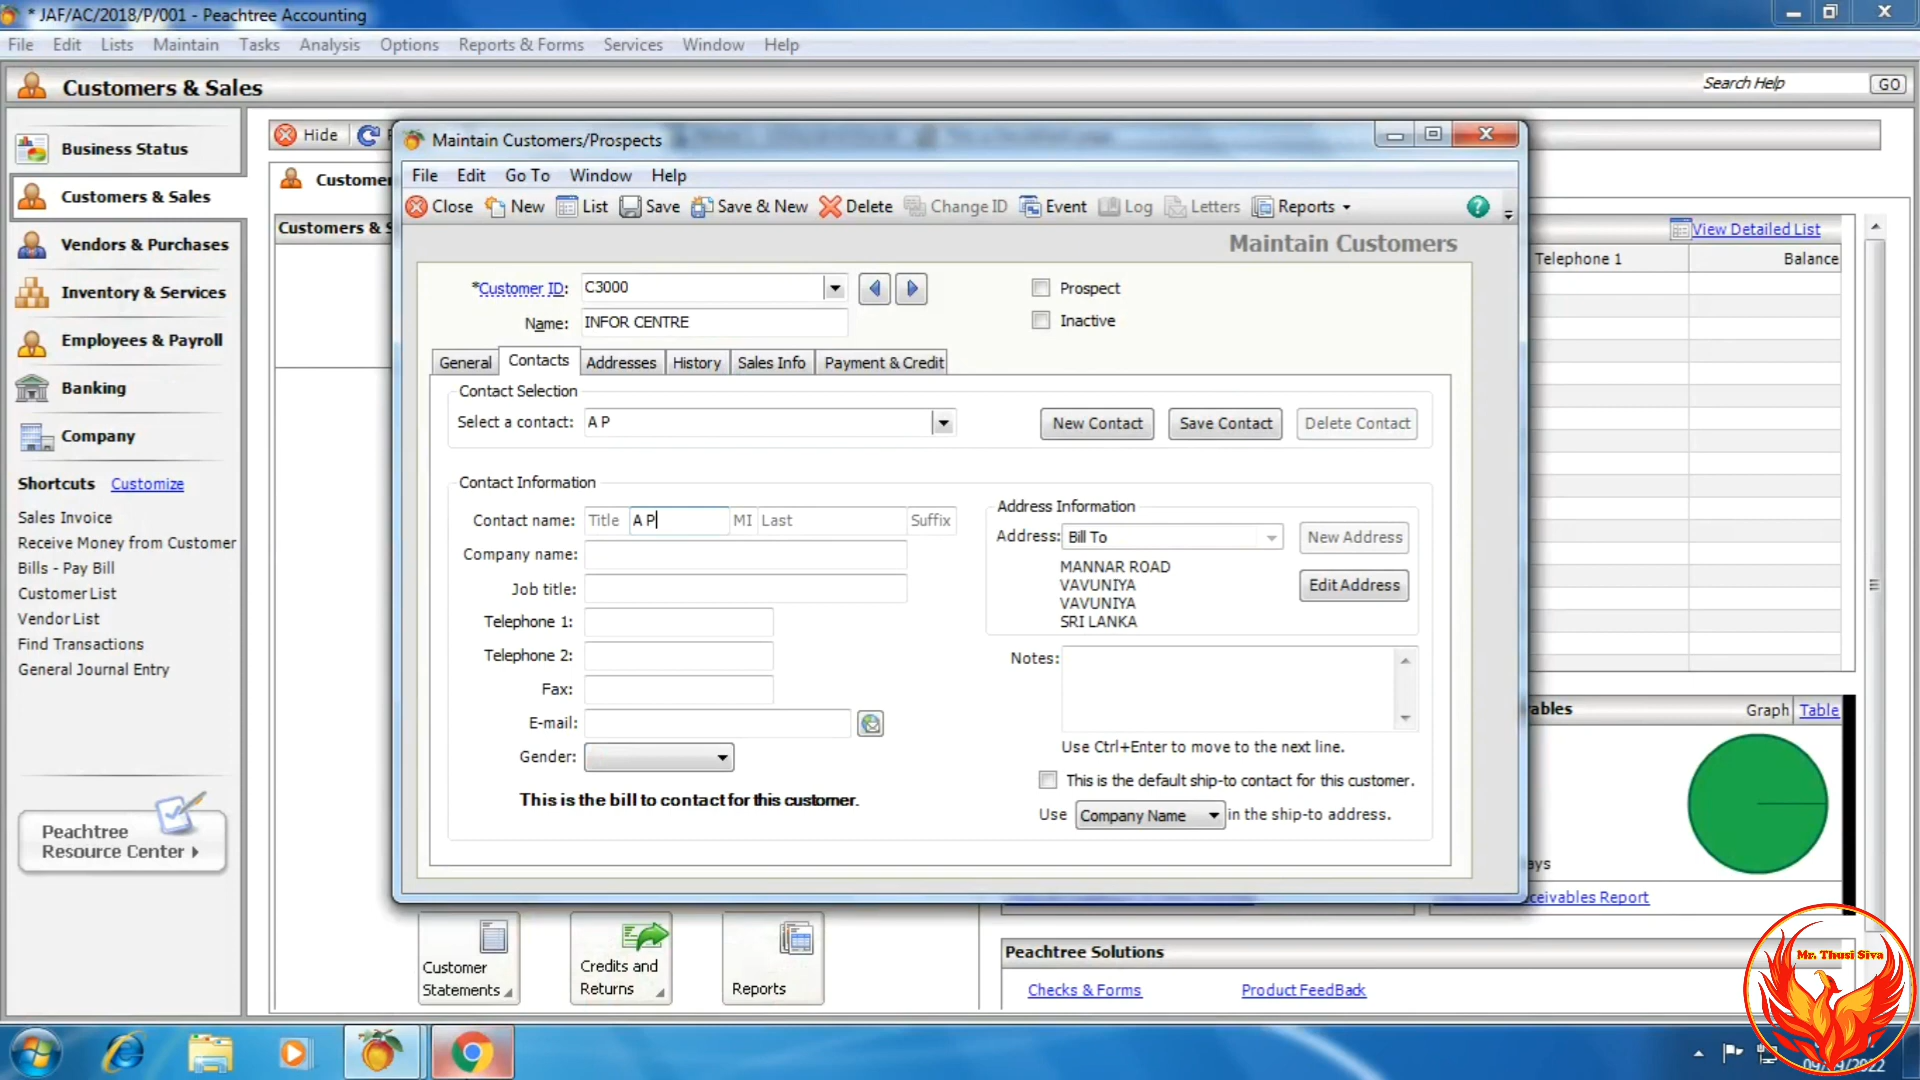 * JAF/AC/2018/P/001 - Peachtree Accounting
File Edit Lists Maintain Tasks Analysis Options Reports & Forms Services Window Help
Customers & Sales
Search Help GO
Business Status
Customers & Sales
Vendors & Purchases
Inventory & Services
Employees & Payroll
Banking
Company
Shortcuts Customize
Sales Invoice
Receive Money from Customer
Bills - Pay Bill
Customer List
Vendor List
Find Transactions
General Journal Entry
Peachtree
Resource Center
Hide
Customer
Customers & S
Maintain Customers/Prospects
File Edit Go To Window Help
Close New List Save Save & New Delete Change ID Event Log Letters Reports
Maintain Customers
*Customer ID: C3000
Prospect
Name: INFOR CENTRE
Inactive
General Contacts Addresses History Sales Info Payment & Credit
Contact Selection
Select a contact: A P
New Contact Save Contact Delete Contact
Contact Information
Contact name: Title A P MI Last Suffix
Company name:
Job title:
Telephone 1:
Telephone 2:
Fax:
E-mail:
Gender:
This is the bill to contact for this customer.
Address Information
Address: Bill To
New Address
MANNAR ROAD
VAVUNIYA
VAVUNIYA
SRI LANKA
Edit Address
Notes:
Use Ctrl+Enter to move to the next line.
This is the default ship-to contact for this customer.
Use Company Name in the ship-to address.
View Detailed List
Telephone 1 Balance
ables Graph Table
ays
eceivables Report
Customer
Statements
Credits and
Returns
Reports
Peachtree Solutions
Checks & Forms Product FeedBack
Mr. Thusi Siva